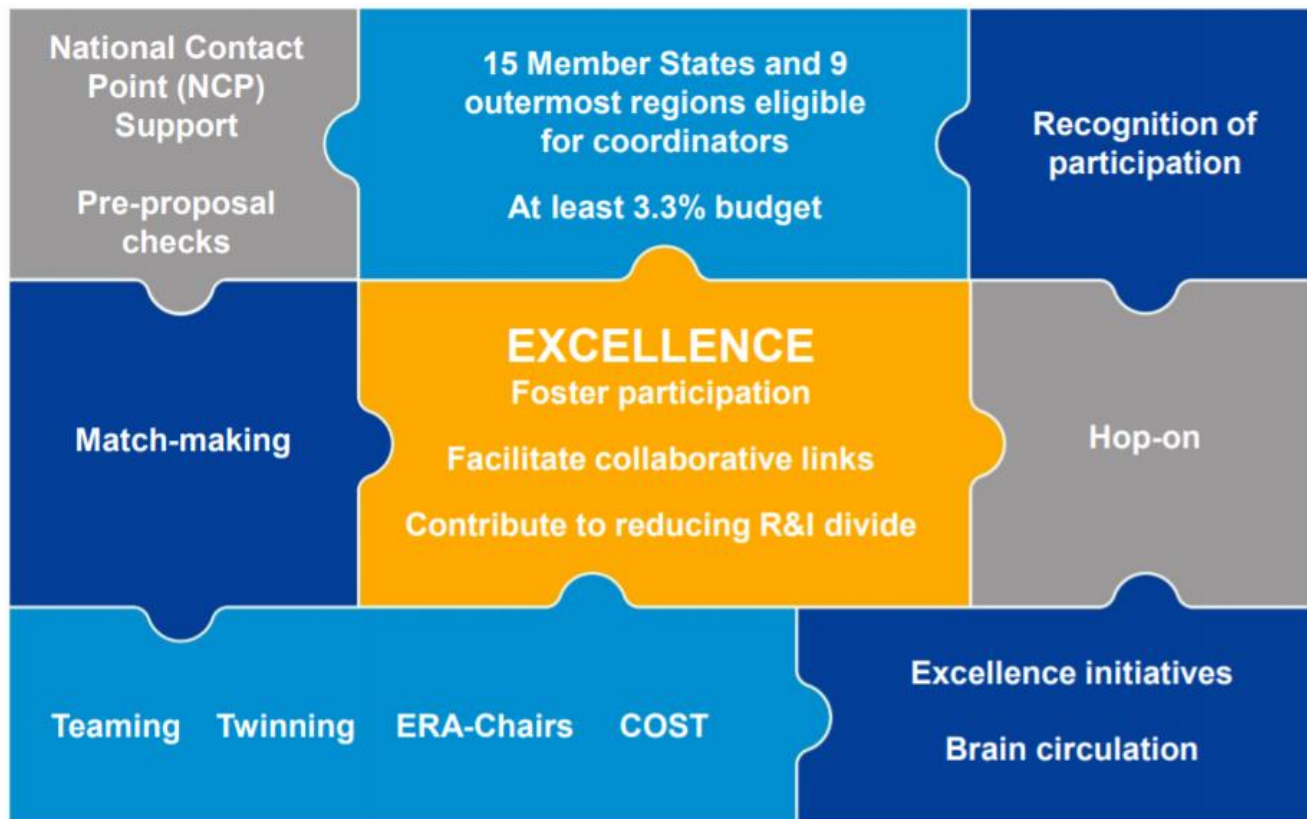 National Contact
Point (NCP)
Support
Pre-proposal
checks
15 Member States and 9
outermost regions eligible
for coordinators
At least 3.3% budget
Recognition of
participation
Match-making
EXCELLENCE
Foster participation
Facilitate collaborative links
Contribute to reducing R&I divide
Hop-on
Teaming Twinning ERA-Chairs COST
Excellence initiatives
Brain circulation